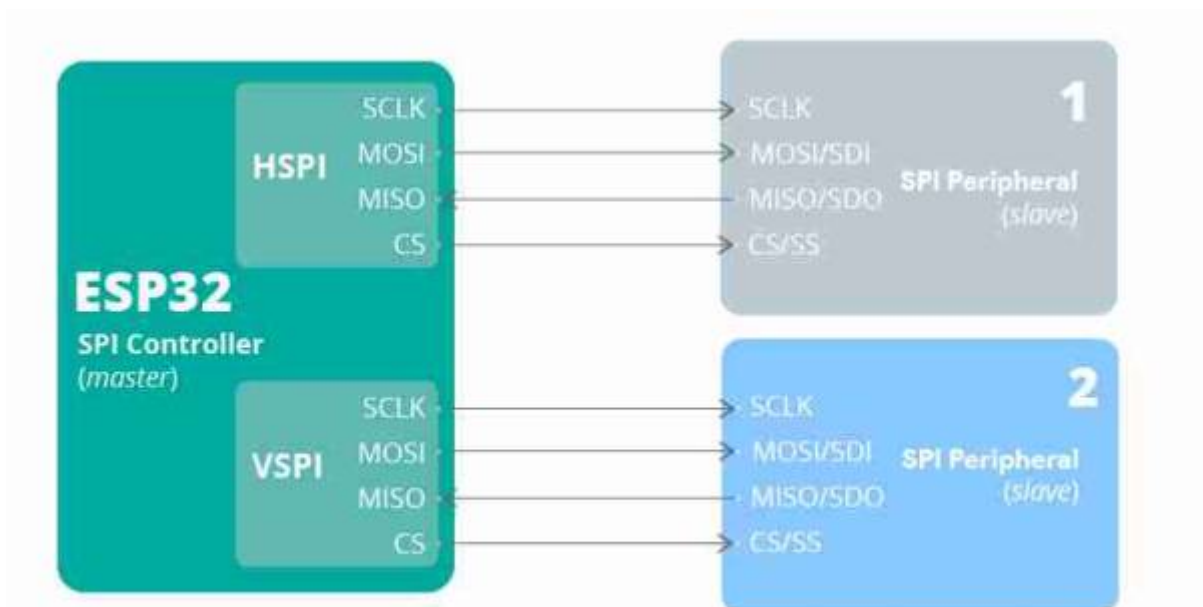 ESP32
SPI Controller
(master)
HSPI
SCLK
MOSI
MISO
CS
VSPI
SCLK
MOSI
MISO
CS
1
SPI Peripheral
(slave)
SCLK
MOSI/SDI
MISO/SDO
CS/SS
2
SPI Peripheral
(slave)
SCLK
MOSI/SDI
MISO/SDO
CS/SS